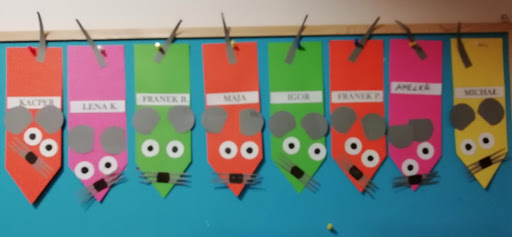 KACPER
LENA K.
FRANEK B.
MAJA
IGOR
FRANEK P.
AMELKA
MICHAŁ